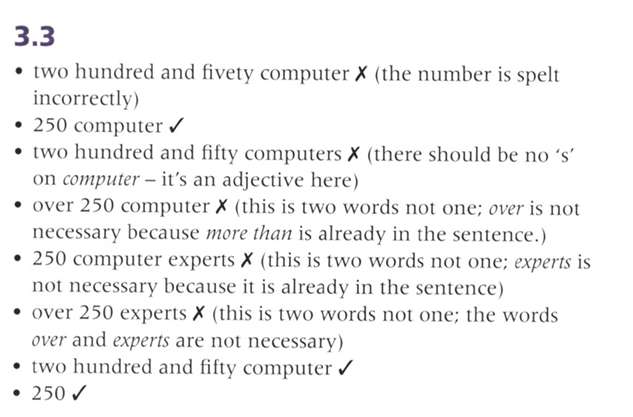 3.3
• two hundred and fivety computer ✗ (the number is spelt
incorrectly)
• 250 computer ✓
• two hundred and fifty computers ✗ (there should be no ‘s’
on computer – it’s an adjective here)
• over 250 computer ✗ (this is two words not one; over is not
necessary because more than is already in the sentence.)
• 250 computer experts ✗ (this is two words not one; experts is
not necessary because it is already in the sentence)
• over 250 experts ✗ (this is two words not one; the words
over and experts are not necessary)
• two hundred and fifty computer ✓
• 250 ✓